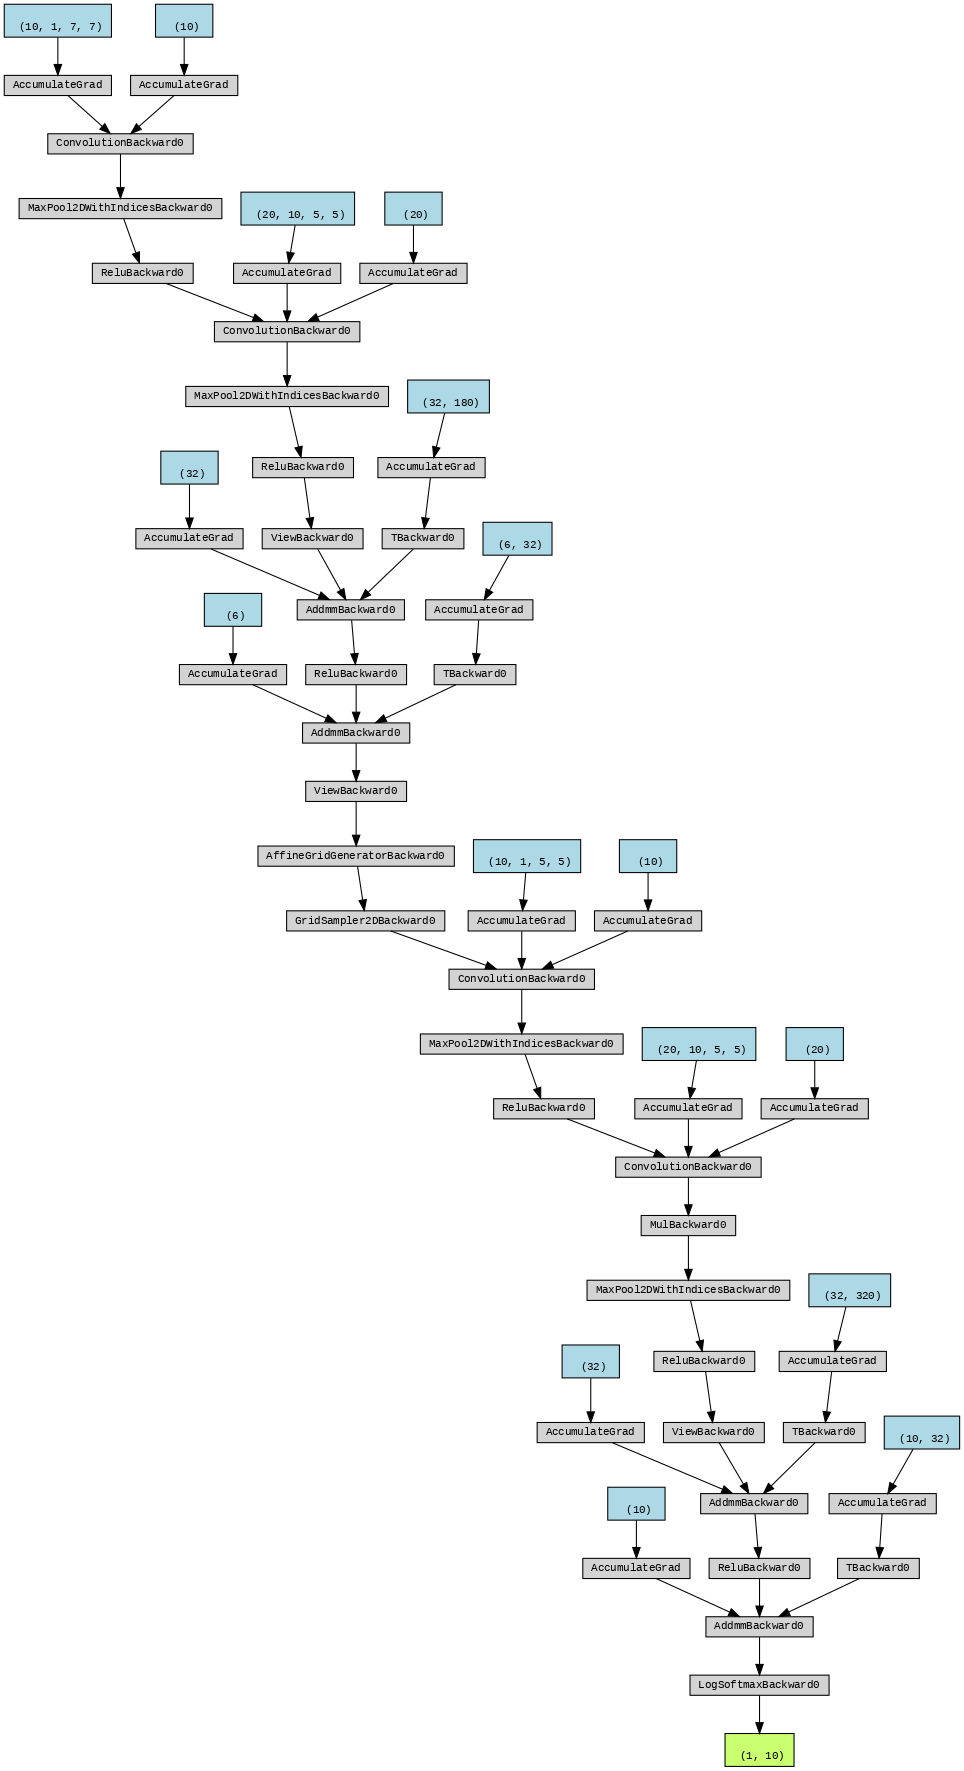 (10, 1, 7, 7)
(10)
AccumulateGrad
AccumulateGrad
ConvolutionBackward0
MaxPool2DWithIndicesBackward0
(20, 10, 5, 5)
(20)
ReluBackward0
AccumulateGrad
AccumulateGrad
ConvolutionBackward0
MaxPool2DWithIndicesBackward0
(32, 180)
(32)
ReluBackward0
AccumulateGrad
AccumulateGrad
ViewBackward0
TBackward0
(6, 32)
(6)
AddmmBackward0
AccumulateGrad
AccumulateGrad
ReluBackward0
TBackward0
AddmmBackward0
ViewBackward0
AffineGridGeneratorBackward0
(10, 1, 5, 5)
(10)
GridSampler2DBackward0
AccumulateGrad
AccumulateGrad
ConvolutionBackward0
MaxPool2DWithIndicesBackward0
(20, 10, 5, 5)
(20)
ReluBackward0
AccumulateGrad
AccumulateGrad
ConvolutionBackward0
MulBackward0
MaxPool2DWithIndicesBackward0
(32, 320)
(32)
ReluBackward0
AccumulateGrad
AccumulateGrad
ViewBackward0
TBackward0
(10, 32)
(10)
AddmmBackward0
AccumulateGrad
AccumulateGrad
ReluBackward0
TBackward0
AddmmBackward0
LogSoftmaxBackward0
(1, 10)